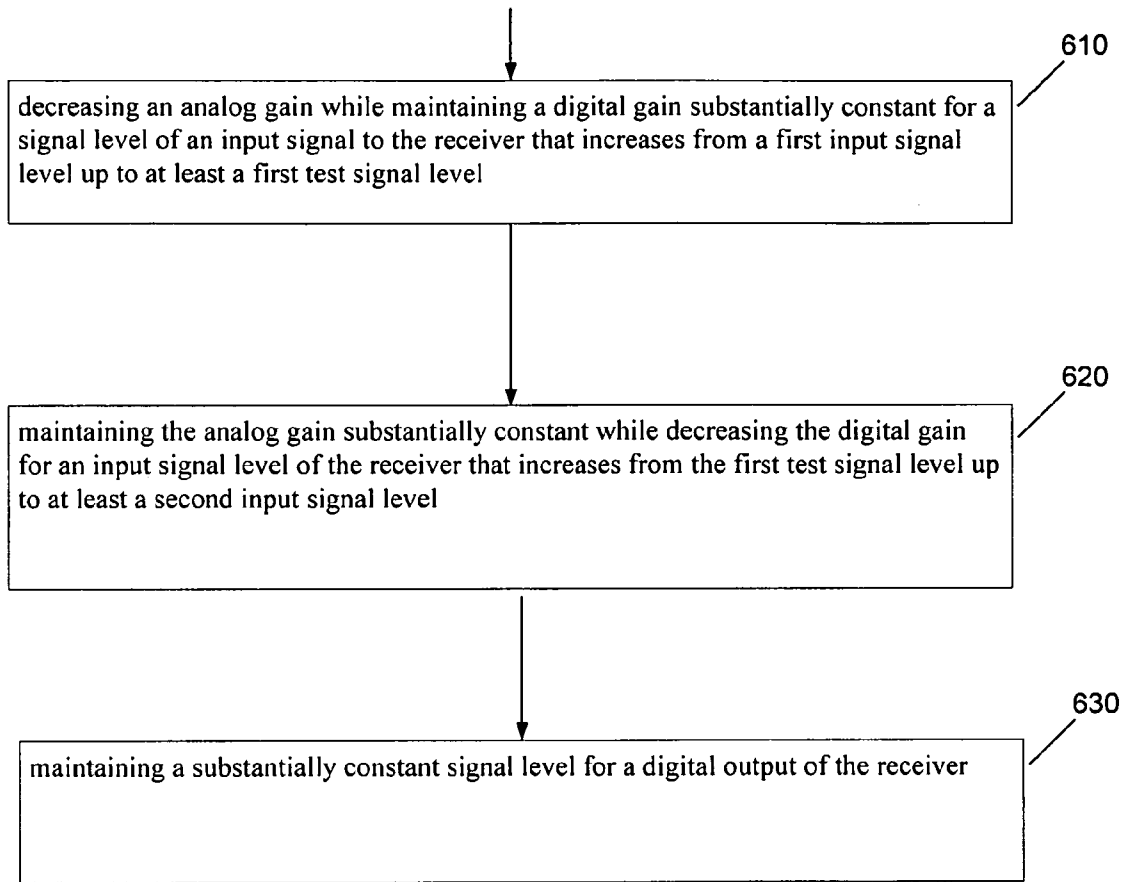 610
decreasing an analog gain while maintaining a digital gain substantially constant for a
signal level of an input signal to the receiver that increases from a first input signal
level up to at least a first test signal level
620
maintaining the analog gain substantially constant while decreasing the digital gain
for an input signal level of the receiver that increases from the first test signal level up
to at least a second input signal level
630
maintaining a substantially constant signal level for a digital output of the receiver